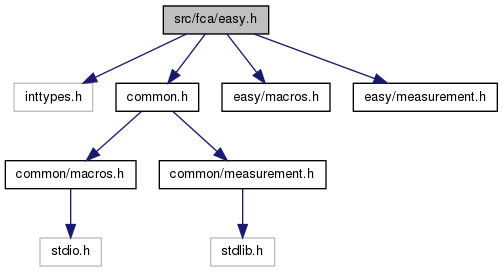 src/fca/easy.h
inttypes.h
common.h
easy/macros.h
easy/measurement.h
common/macros.h
common/measurement.h
stdio.h
stdlib.h